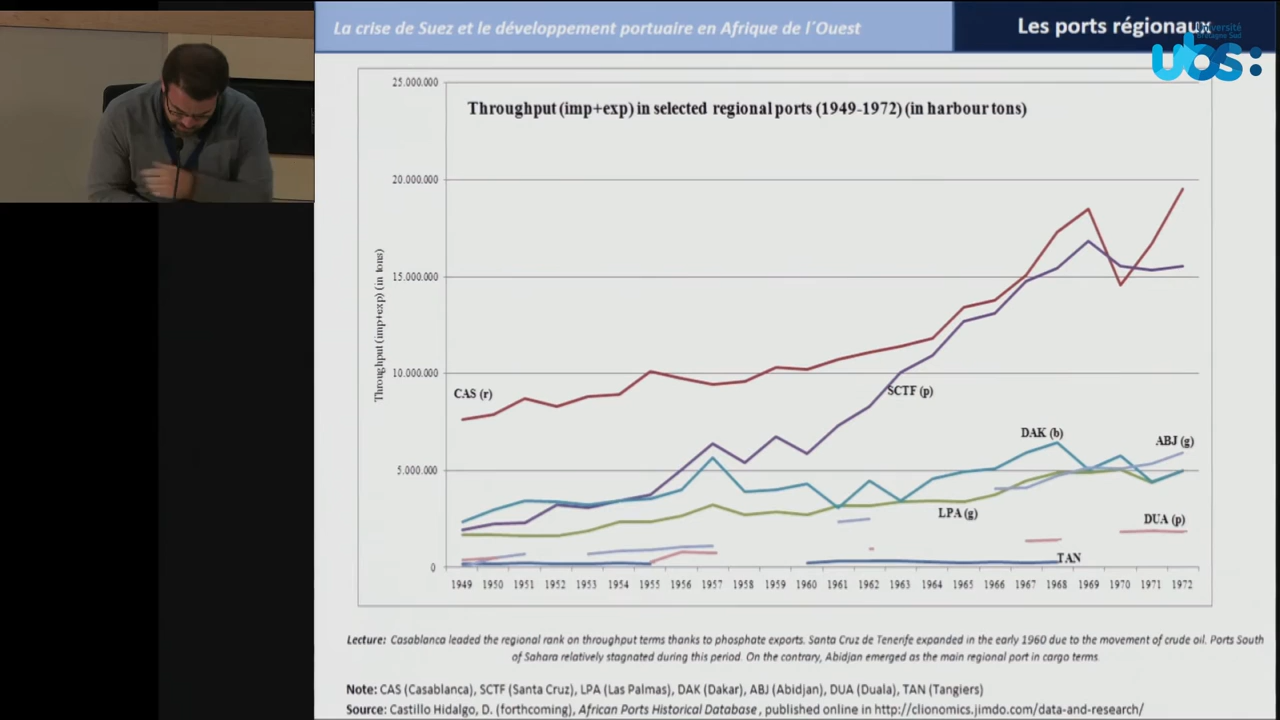 La crise de Suez et le développement portuaire en Afrique de l´Ouest
Les ports régionaux
Université
Bretagne Sud
ubs:
Throughput (imp+exp) in selected regional ports (1949-1972) (in harbour tons)
Throughput (imp+exp) (in tons)
25.000.000
20.000.000
15.000.000
10.000.000
5.000.000
0
CAS (r)
SCTF (p)
DAK (b)
ABJ (g)
LPA (g)
DUA (p)
TAN
1949 1950 1951 1952 1953 1954 1955 1956 1957 1958 1959 1960 1961 1962 1963 1964 1965 1966 1967 1968 1969 1970 1971 1972
Lecture: Casablanca leaded the regional rank on throughput terms thanks to phosphate exports. Santa Cruz de Tenerife expanded in the early 1960 due to the movement of crude oil. Ports South
of Sahara relatively stagnated during this period. On the contrary, Abidjan emerged as the main regional port in cargo terms.
Note: CAS (Casablanca), SCTF (Santa Cruz), LPA (Las Palmas), DAK (Dakar), ABJ (Abidjan), DUA (Duala), TAN (Tangiers)
Source: Castillo Hidalgo, D. (forthcoming), African Ports Historical Database, published online in http://clionomics.jimdo.com/data-and-research/